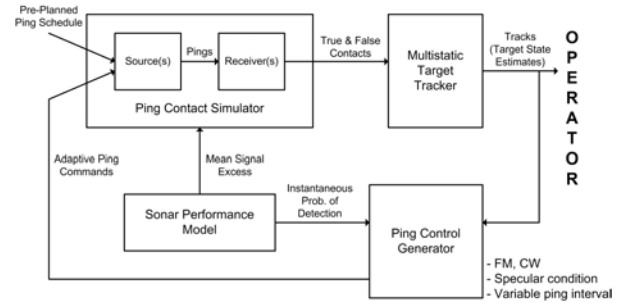 Pre-Planned
Ping Schedule
Source(s)
Pings
Receiver(s)
Ping Contact Simulator
True & False
Contacts
Multistatic
Target
Tracker
Tracks
(Target State
Estimates)
OPERATOR
Adaptive Ping
Commands
Mean Signal
Excess
Sonar Performance
Model
Instantaneous
Prob. of
Detection
Ping Control
Generator
- FM, CW
- Specular condition
- Variable ping interval